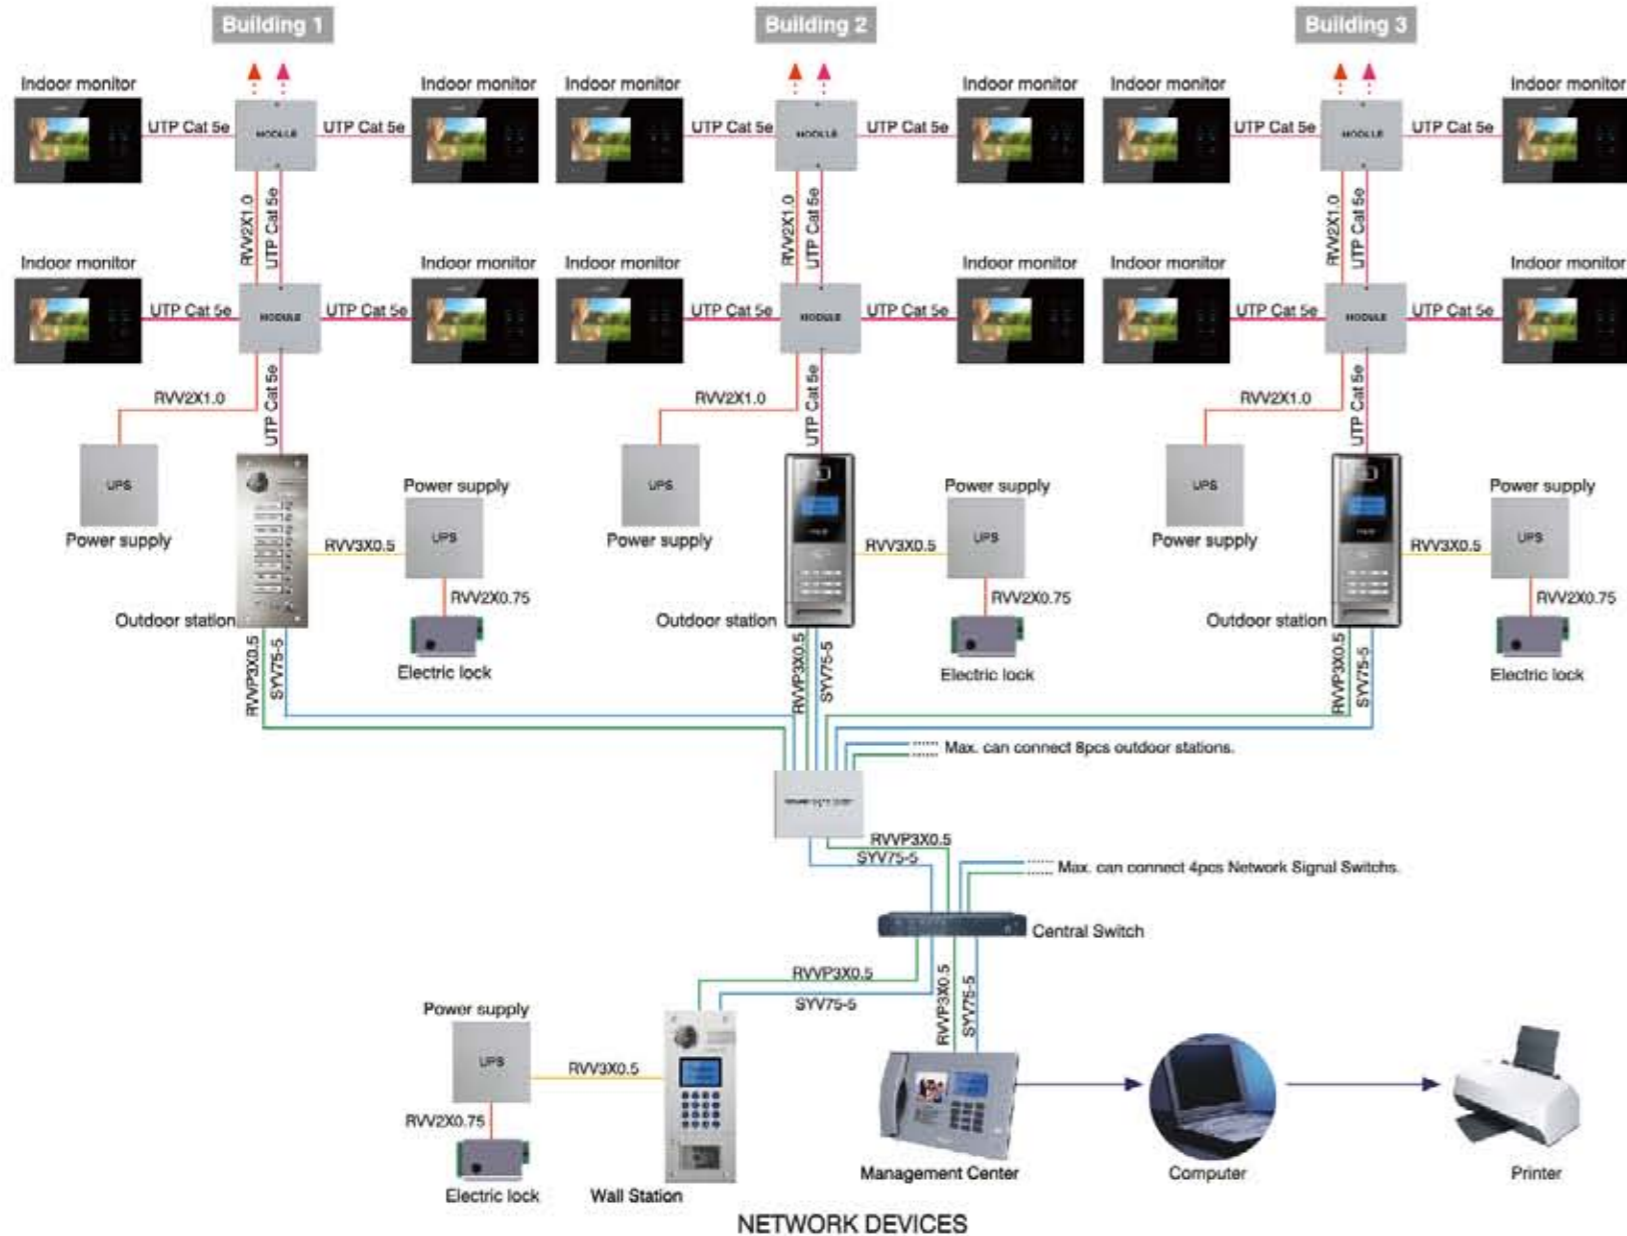 Building 1
Building 2
Building 3
Indoor monitor
Indoor monitor
Indoor monitor
Indoor monitor
Indoor monitor
Indoor monitor
UTP Cat 5e
MODULE
UTP Cat 5e
UTP Cat 5e
MODULE
UTP Cat 5e
UTP Cat 5e
MODULE
UTP Cat 5e
RVV2X1.0
UTP Cat 5e
RVV2X1.0
UTP Cat 5e
RVV2X1.0
UTP Cat 5e
Indoor monitor
Indoor monitor
Indoor monitor
Indoor monitor
Indoor monitor
Indoor monitor
UTP Cat 5e
MODULE
UTP Cat 5e
UTP Cat 5e
MODULE
UTP Cat 5e
UTP Cat 5e
MODULE
UTP Cat 5e
RVV2X1.0
UTP Cat 5e
RVV2X1.0
UTP Cat 5e
RVV2X1.0
UTP Cat 5e
UPS
Power supply
Power supply
UPS
RVV3X0.5
RVV2X0.75
Outdoor station
Electric lock
UPS
Power supply
Power supply
UPS
RVV3X0.5
RVV2X0.75
Outdoor station
Electric lock
UPS
Power supply
Power supply
UPS
RVV3X0.5
RVV2X0.75
Outdoor station
Electric lock
RVVP3X0.5
SYV75-5
RVVP3X0.5
SYV75-5
RVVP3X0.5
SYV75-5
Max. can connect 8pcs outdoor stations.
RVVP3X0.5
SYV75-5
Max. can connect 4pcs Network Signal Switchs.
Central Switch
RVVP3X0.5
SYV75-5
RVVP3X0.5
SYV75-5
Power supply
UPS
RVV3X0.5
RVV2X0.75
Electric lock
Wall Station
Management Center
Computer
Printer
NETWORK DEVICES